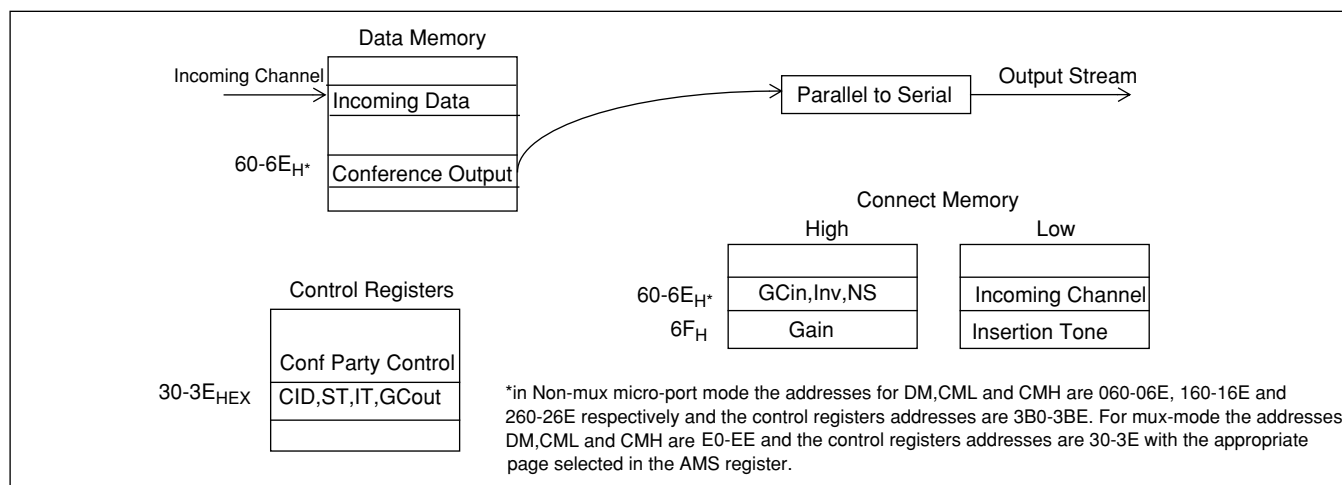 Data Memory
Incoming Channel
Incoming Data
60-6EH*
Conference Output
Parallel to Serial
Output Stream
Connect Memory
High
Low
60-6EH*
GCin,Inv,NS
Incoming Channel
6FH
Gain
Insertion Tone
Control Registers
Conf Party Control
30-3EHEX
CID,ST,IT,GCout
*in Non-mux micro-port mode the addresses for DM,CML and CMH are 060-06E, 160-16E and
260-26E respectively and the control registers addresses are 3B0-3BE. For mux-mode the addresses
DM,CML and CMH are E0-EE and the control registers addresses are 30-3E with the appropriate
page selected in the AMS register.